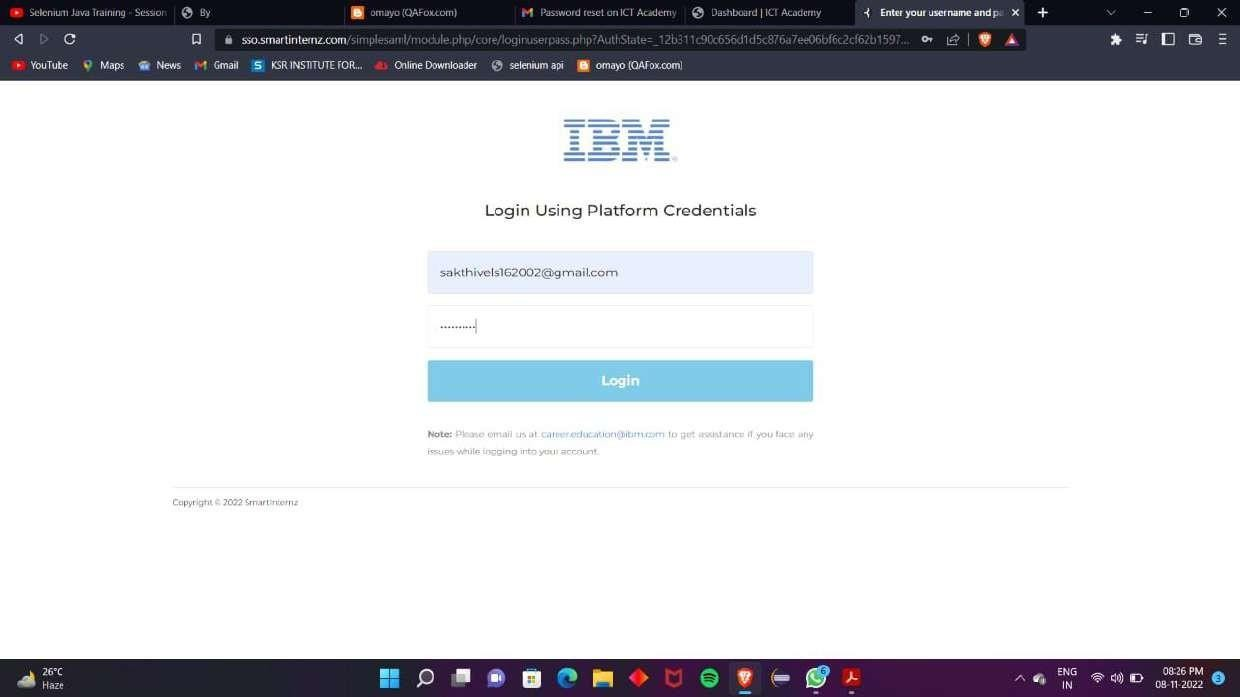 Selenium Java Training - Session
By
omayo (QAFox.com)
Password reset on ICT Academy
Dashboard | ICT Academy
Enter your username and pa
sso.smartinternz.com/simplesaml/module.php/core/loginuserpass.php?AuthState=_12b311c90c656d1d5c876a7ee06bf6c2cf62b1597...
YouTube
Maps
News
Gmail
S KSR INSTITUTE FOR...
Online Downloader
selenium api
omayo (QAFox.com)
IBM®
Login Using Platform Credentials
sakthivels162002@gmail.com
Login
Note: Please email us at career.education@ibm.com to get assistance if you face any
issues while logging into your account.
Copyright © 2022 Smartinternz
26°C
Haze
6
ENG
IN
08:26 PM
08-11-2022
3